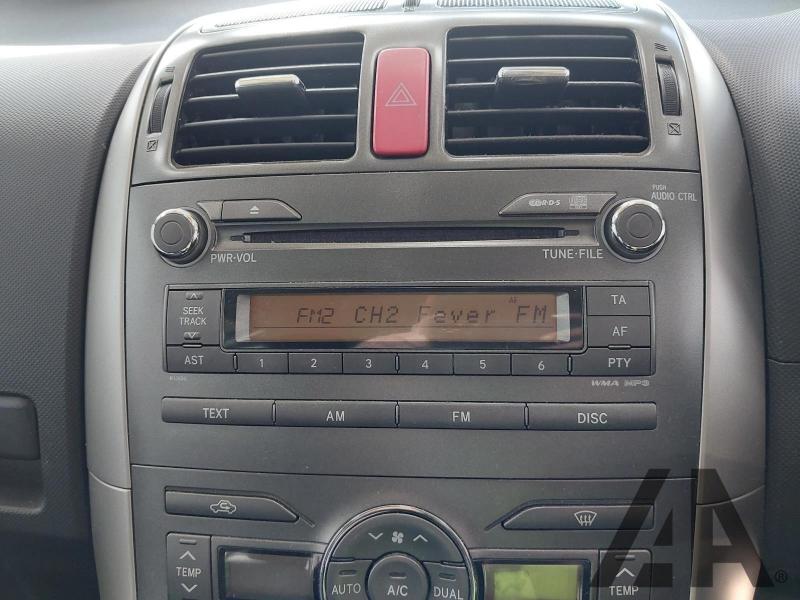 PUSH
AUDIO CTRL
R·D·S
PWR·VOL
TUNE·FILE
SEEK
TRACK
AF
FM2 CH2 Fever FM
TA
AF
AST
1 2 3 4 5 6
PTY
WMA MP3
TEXT AM FM DISC
TEMP
AUTO
A/C
DUAL
TEMP
®